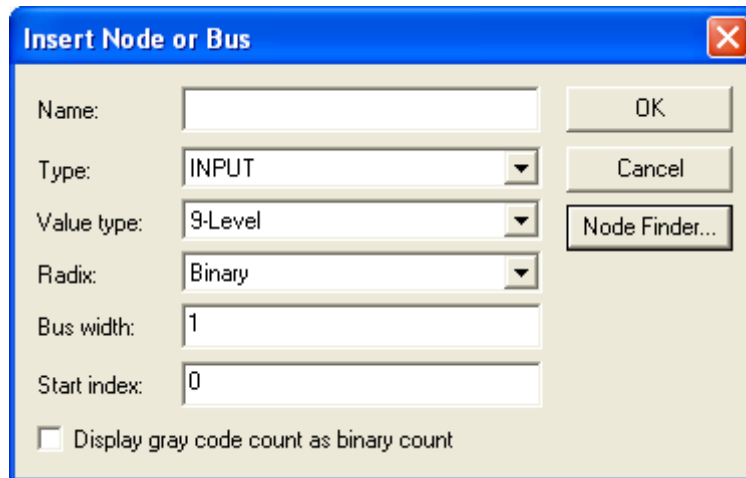 Insert Node or Bus
Name:
OK
Type: INPUT
Cancel
Value type: 9-Level
Node Finder...
Radix: Binary
Bus width: 1
Start index: 0
Display gray code count as binary count